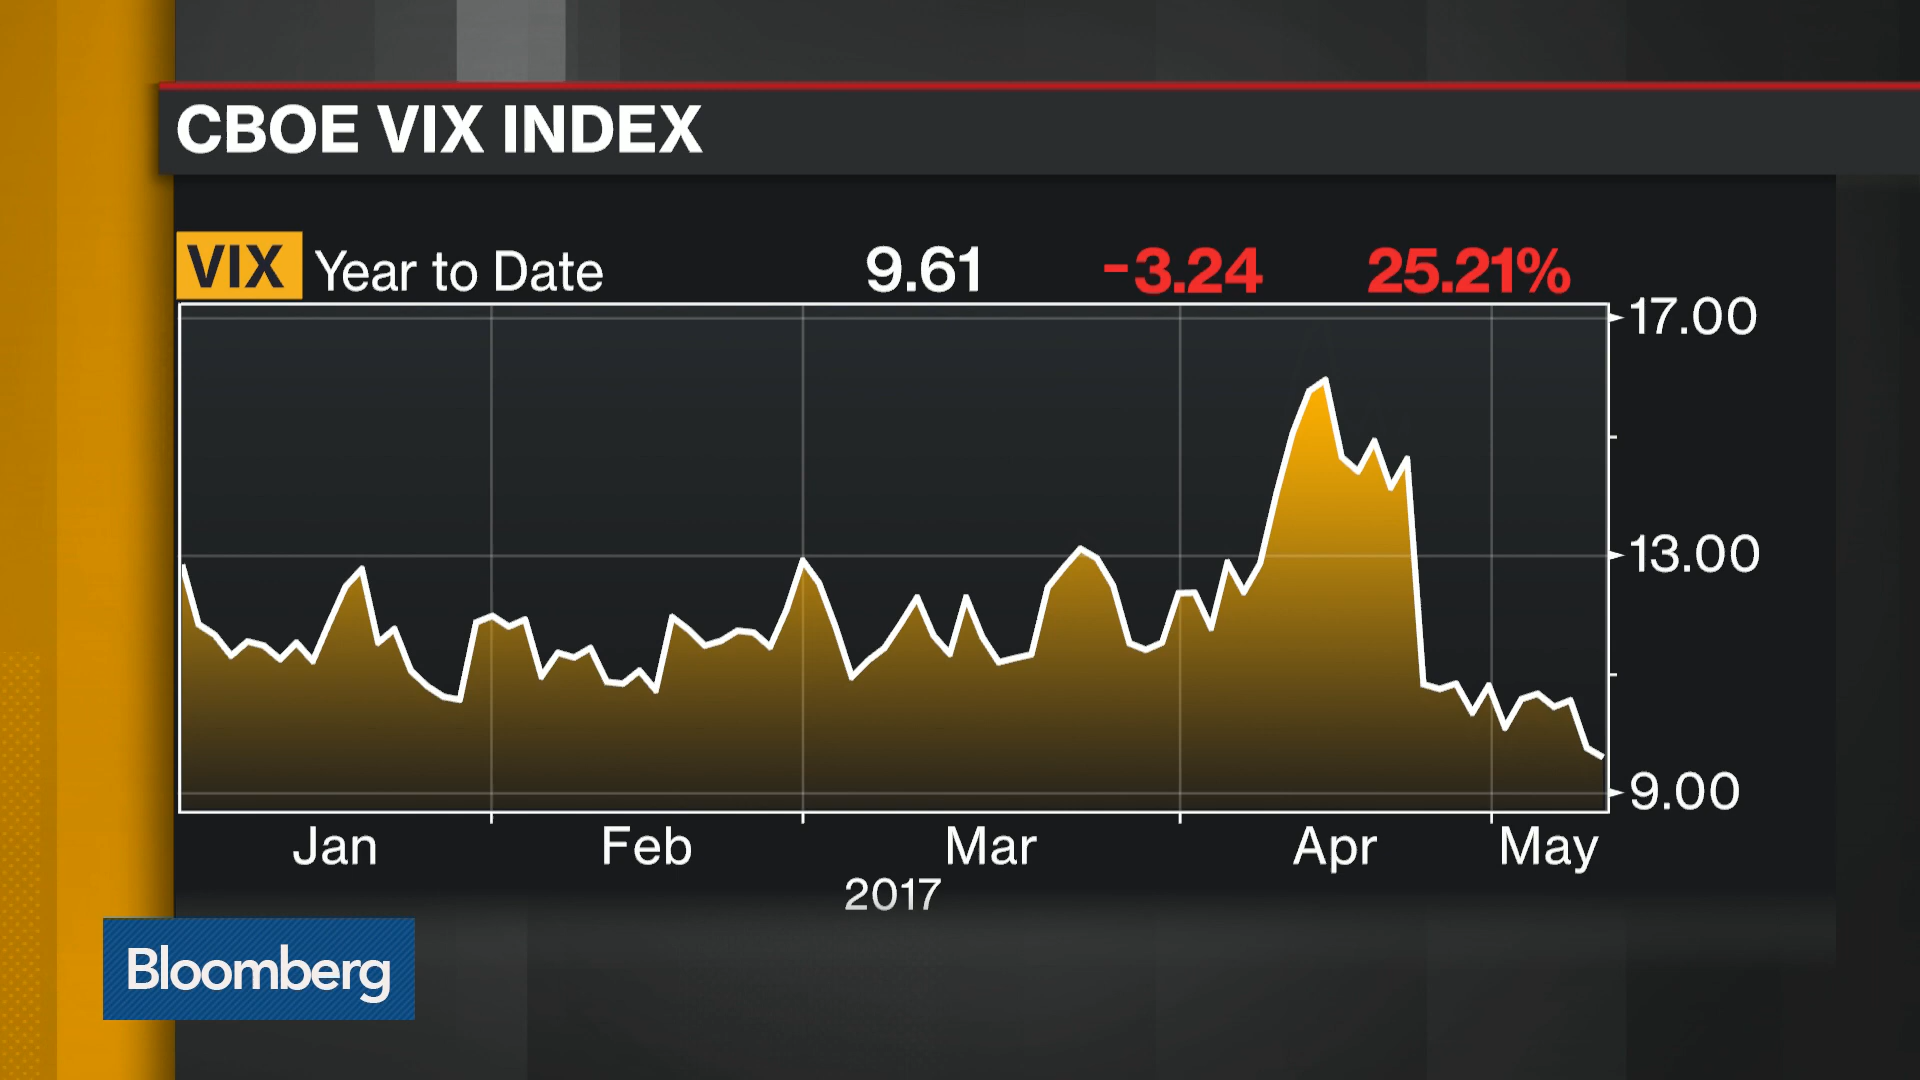 CBOE VIX INDEX
VIX Year to Date 9.61 -3.24 25.21%
17.00
13.00
9.00
Jan Feb Mar Apr May
2017
Bloomberg